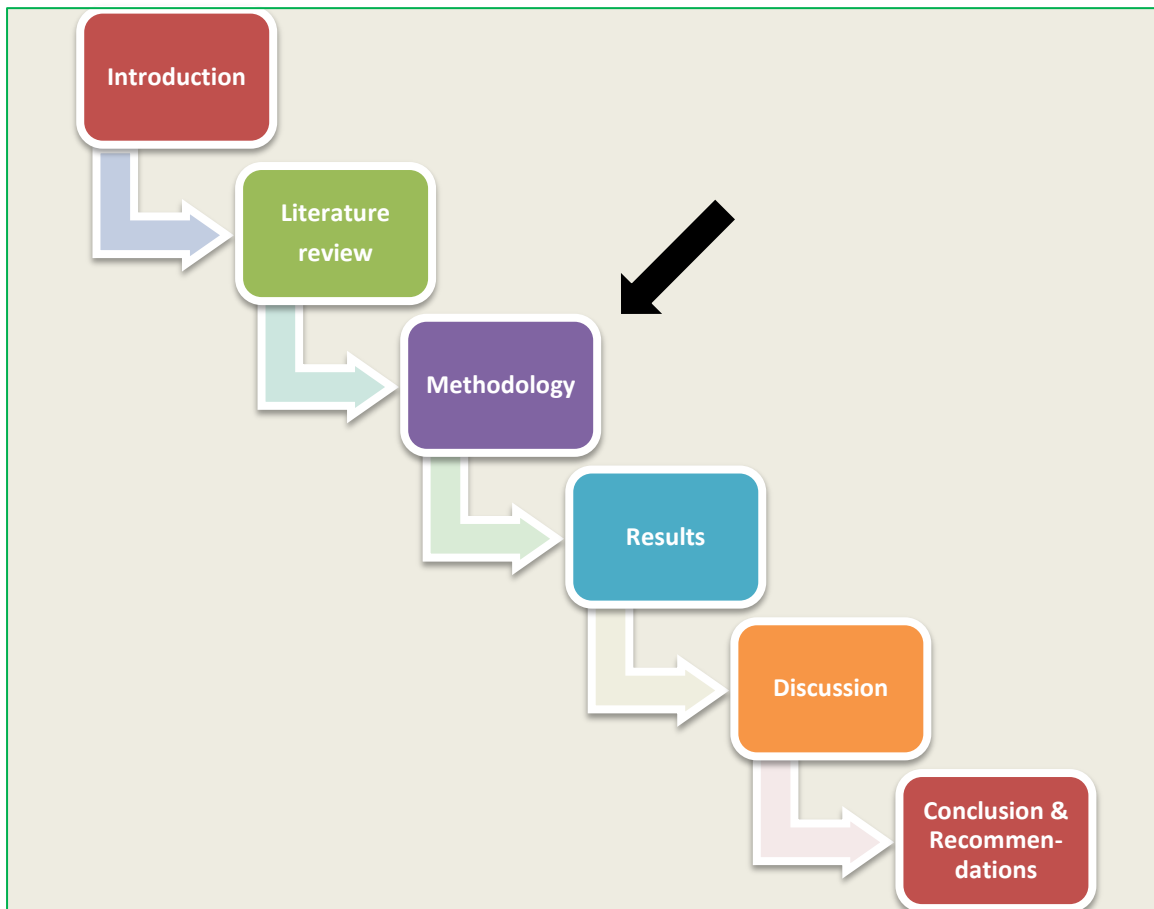 Introduction
Literature
review
Methodology
Results
Discussion
Conclusion &
Recommen-
dations